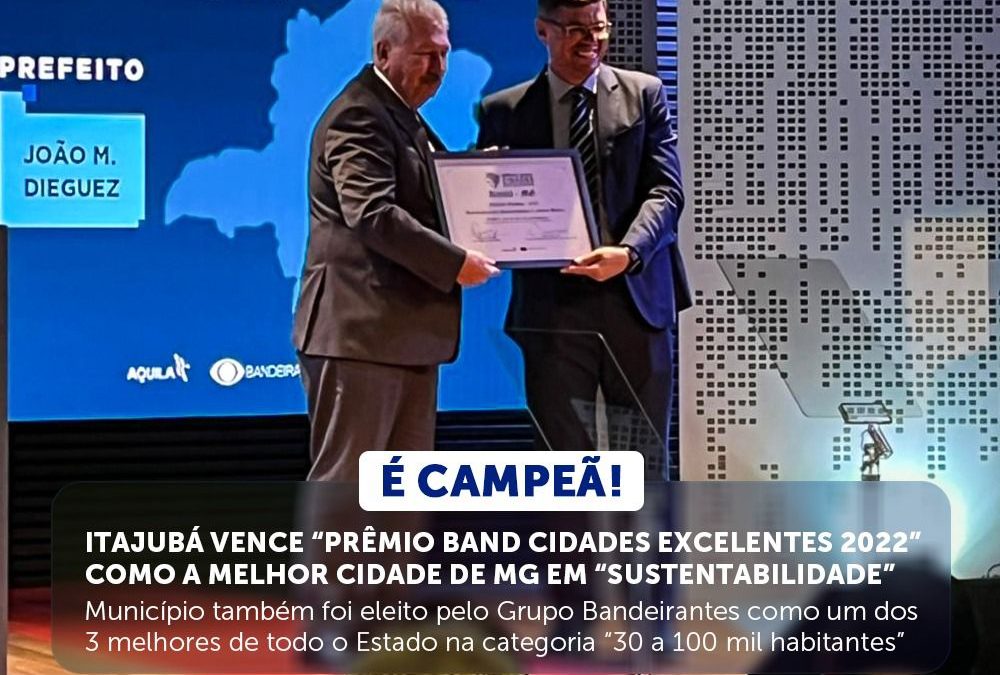 PREFEITO
JOÃO M.
DIEGUEZ
AQUILA
BANDEIRA
É CAMPEÃ!
ITAJUBÁ VENCE “PRÊMIO BAND CIDADES EXCELENTES 2022”
COMO A MELHOR CIDADE DE MG EM “SUSTENTABILIDADE”
Município também foi eleito pelo Grupo Bandeirantes como um dos
3 melhores de todo o Estado na categoria “30 a 100 mil habitantes”